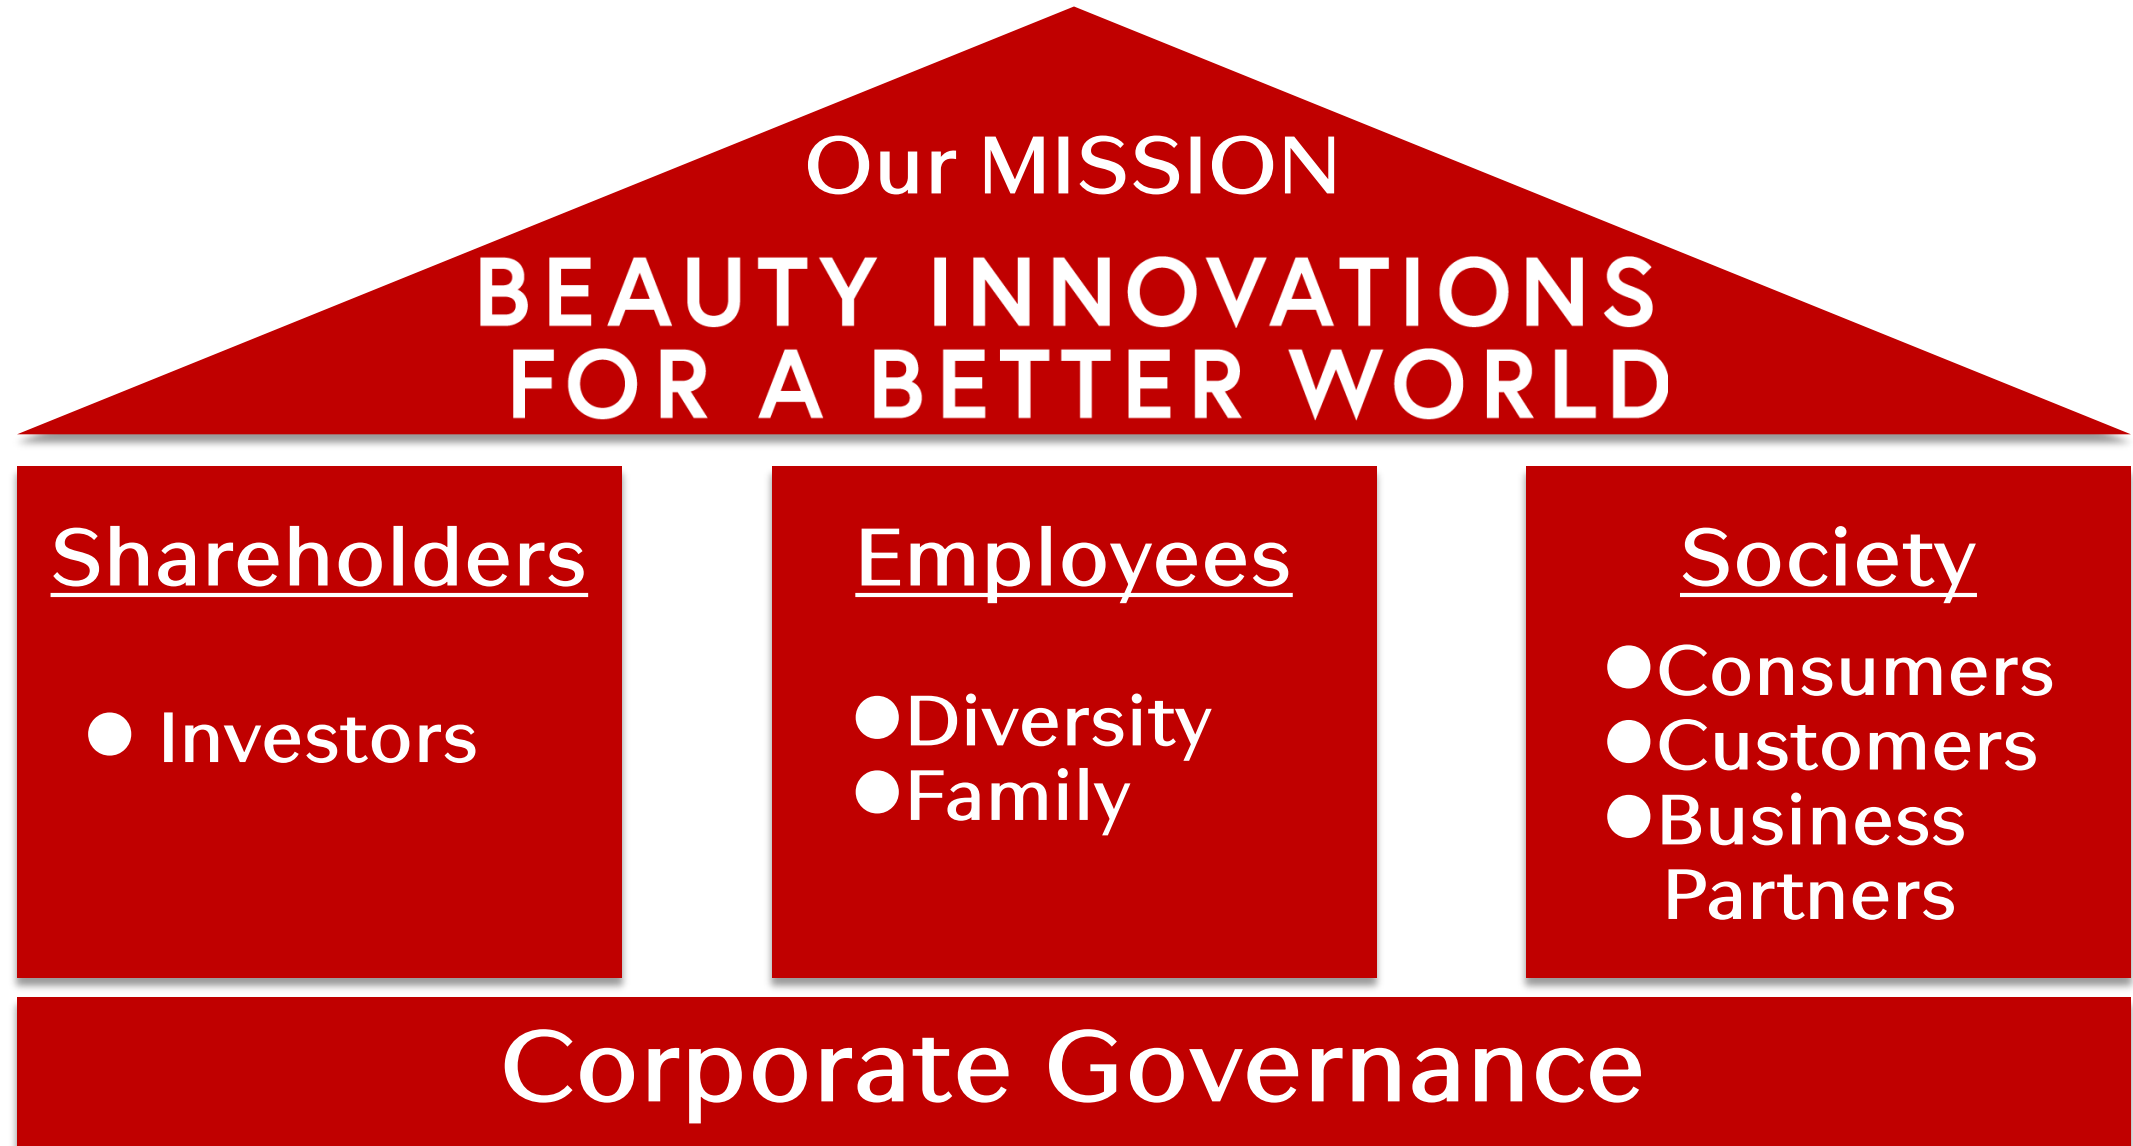 Our MISSION
BEAUTY INNOVATIONS
FOR A BETTER WORLD
Shareholders
● Investors
Employees
●Diversity
●Family
Society
●Consumers
●Customers
●Business
Partners
Corporate Governance